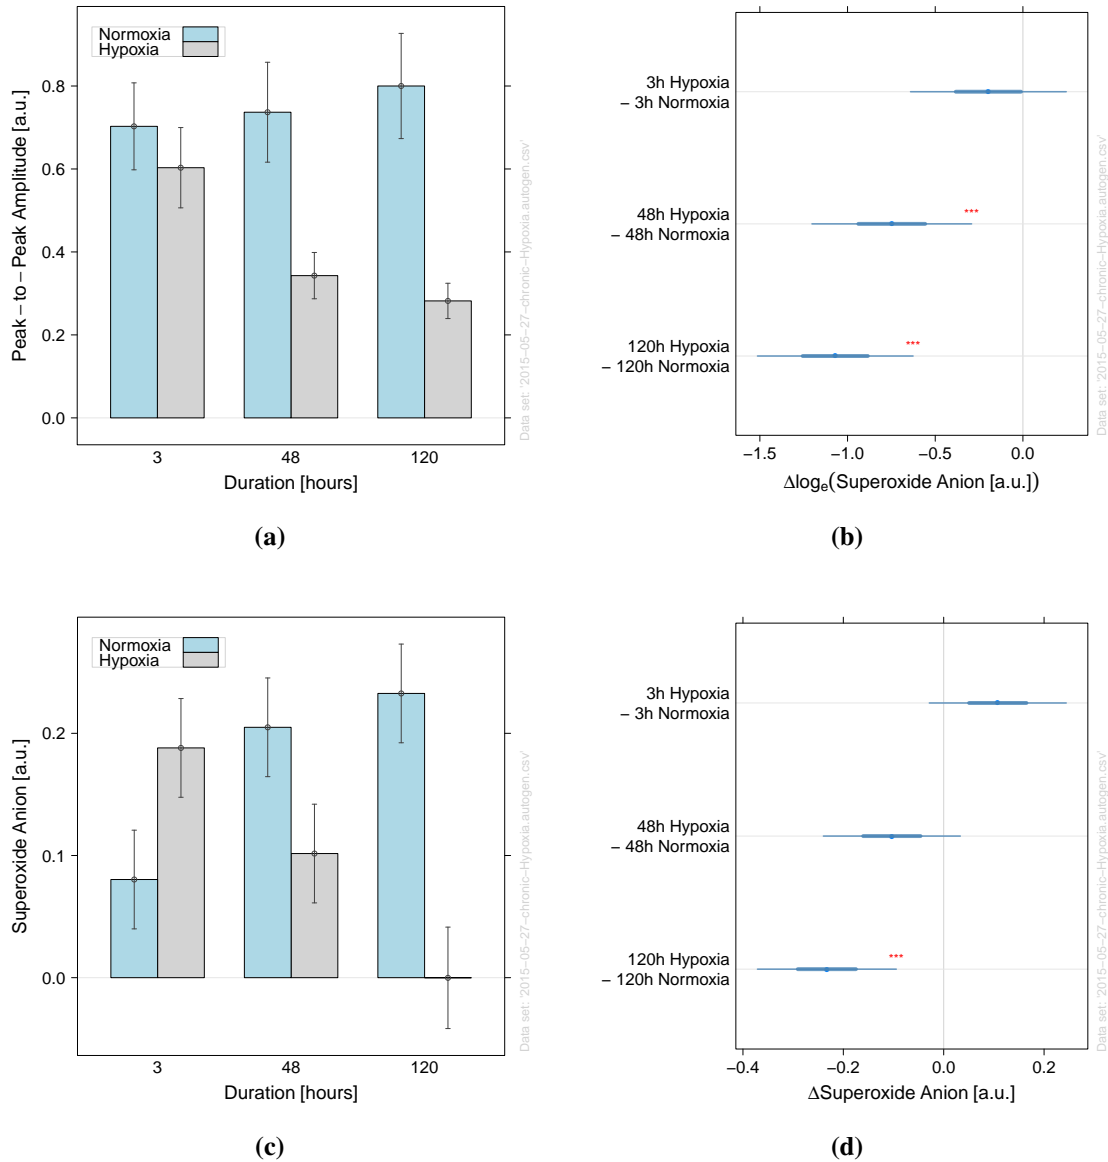 Normoxia
Hypoxia
0.8
0.6
0.4
0.2
0.0
Peak − to − Peak Amplitude [a.u.]
3
48
120
Duration [hours]
Data set: '2015−05−27−chronic−Hypoxia.autogen.csv'
(a)
3h Hypoxia
− 3h Normoxia
48h Hypoxia
− 48h Normoxia
120h Hypoxia
− 120h Normoxia
***
***
−1.5
−1.0
−0.5
0.0
Δlogₑ(Superoxide Anion [a.u.])
Data set: '2015−05−27−chronic−Hypoxia.autogen.csv'
(b)
Normoxia
Hypoxia
0.2
0.1
0.0
Superoxide Anion [a.u.]
3
48
120
Duration [hours]
Data set: '2015−05−27−chronic−Hypoxia.autogen.csv'
(c)
3h Hypoxia
− 3h Normoxia
48h Hypoxia
− 48h Normoxia
120h Hypoxia
− 120h Normoxia
***
−0.4
−0.2
0.0
0.2
ΔSuperoxide Anion [a.u.]
Data set: '2015−05−27−chronic−Hypoxia.autogen.csv'
(d)